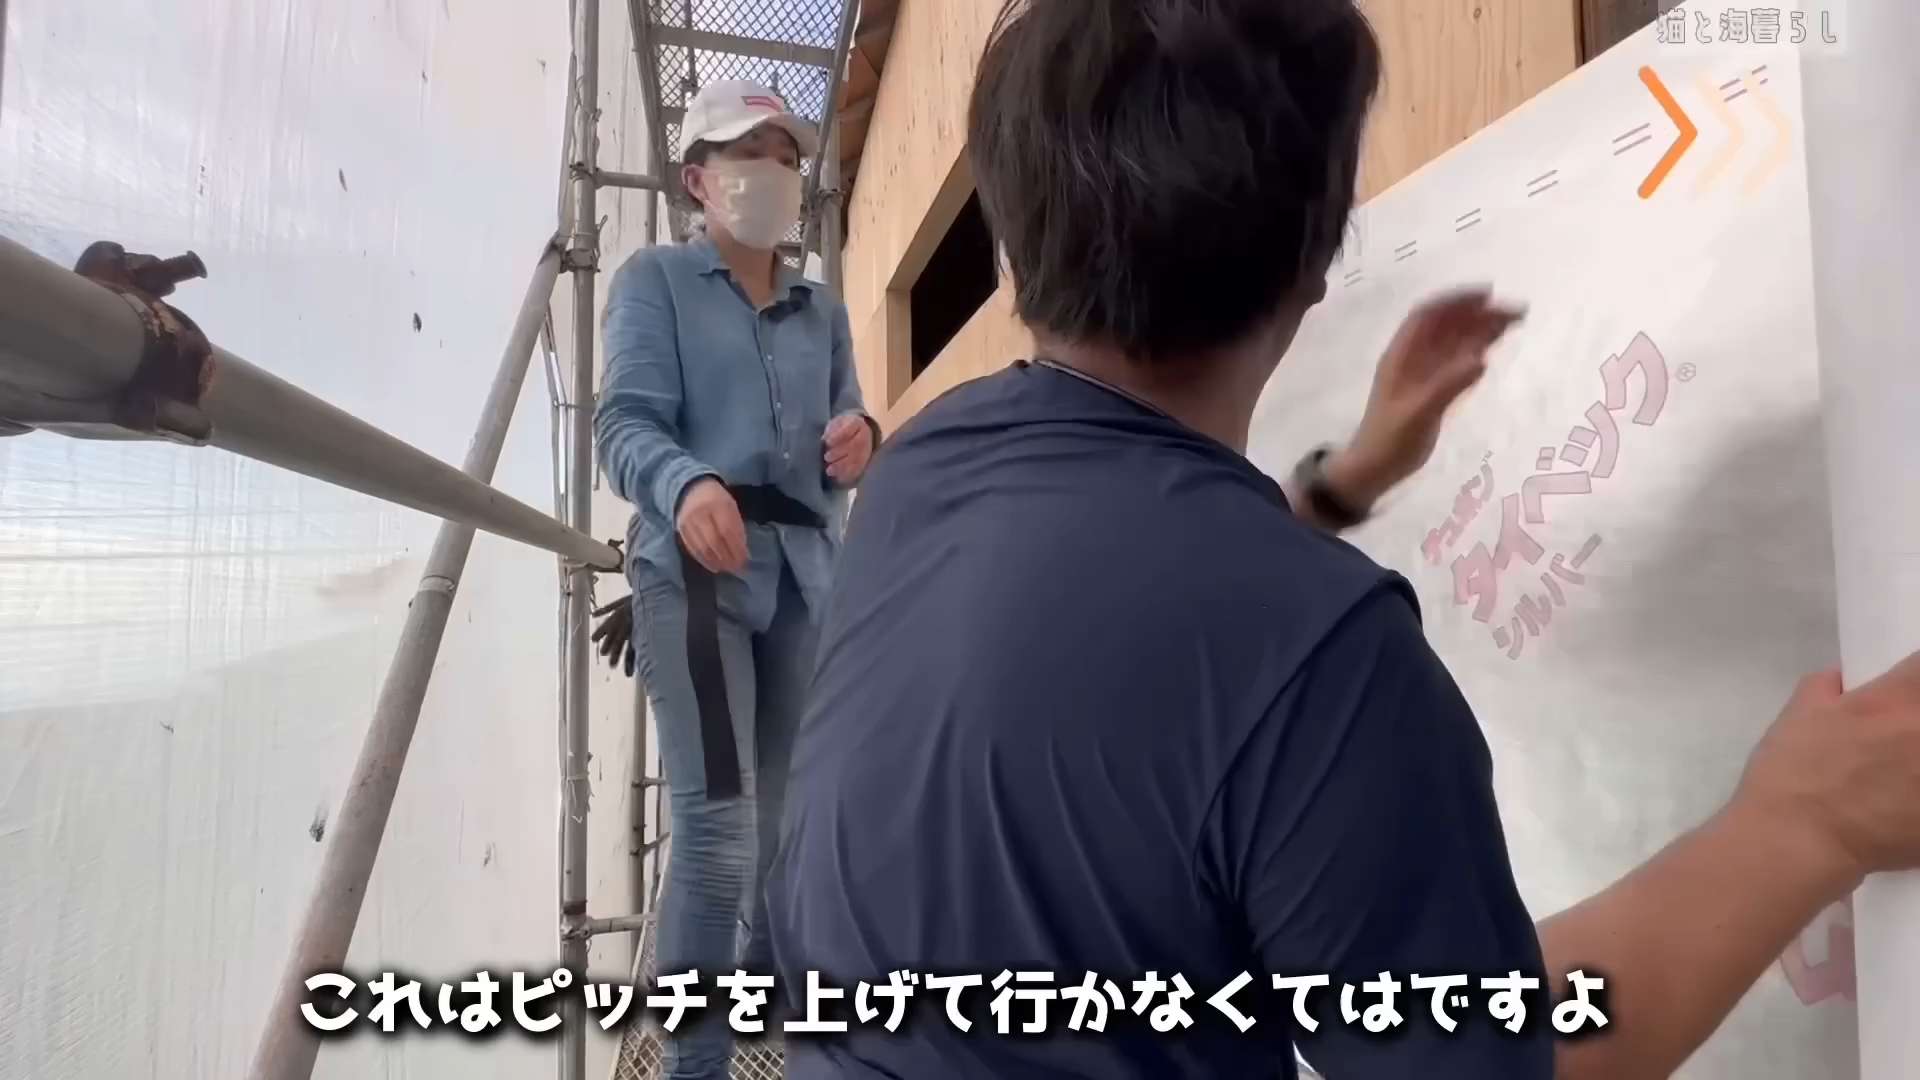 猫と海暮らし
デュポン
タイベック®
シルバー
これはピッチを上げて行かなくてはですよ